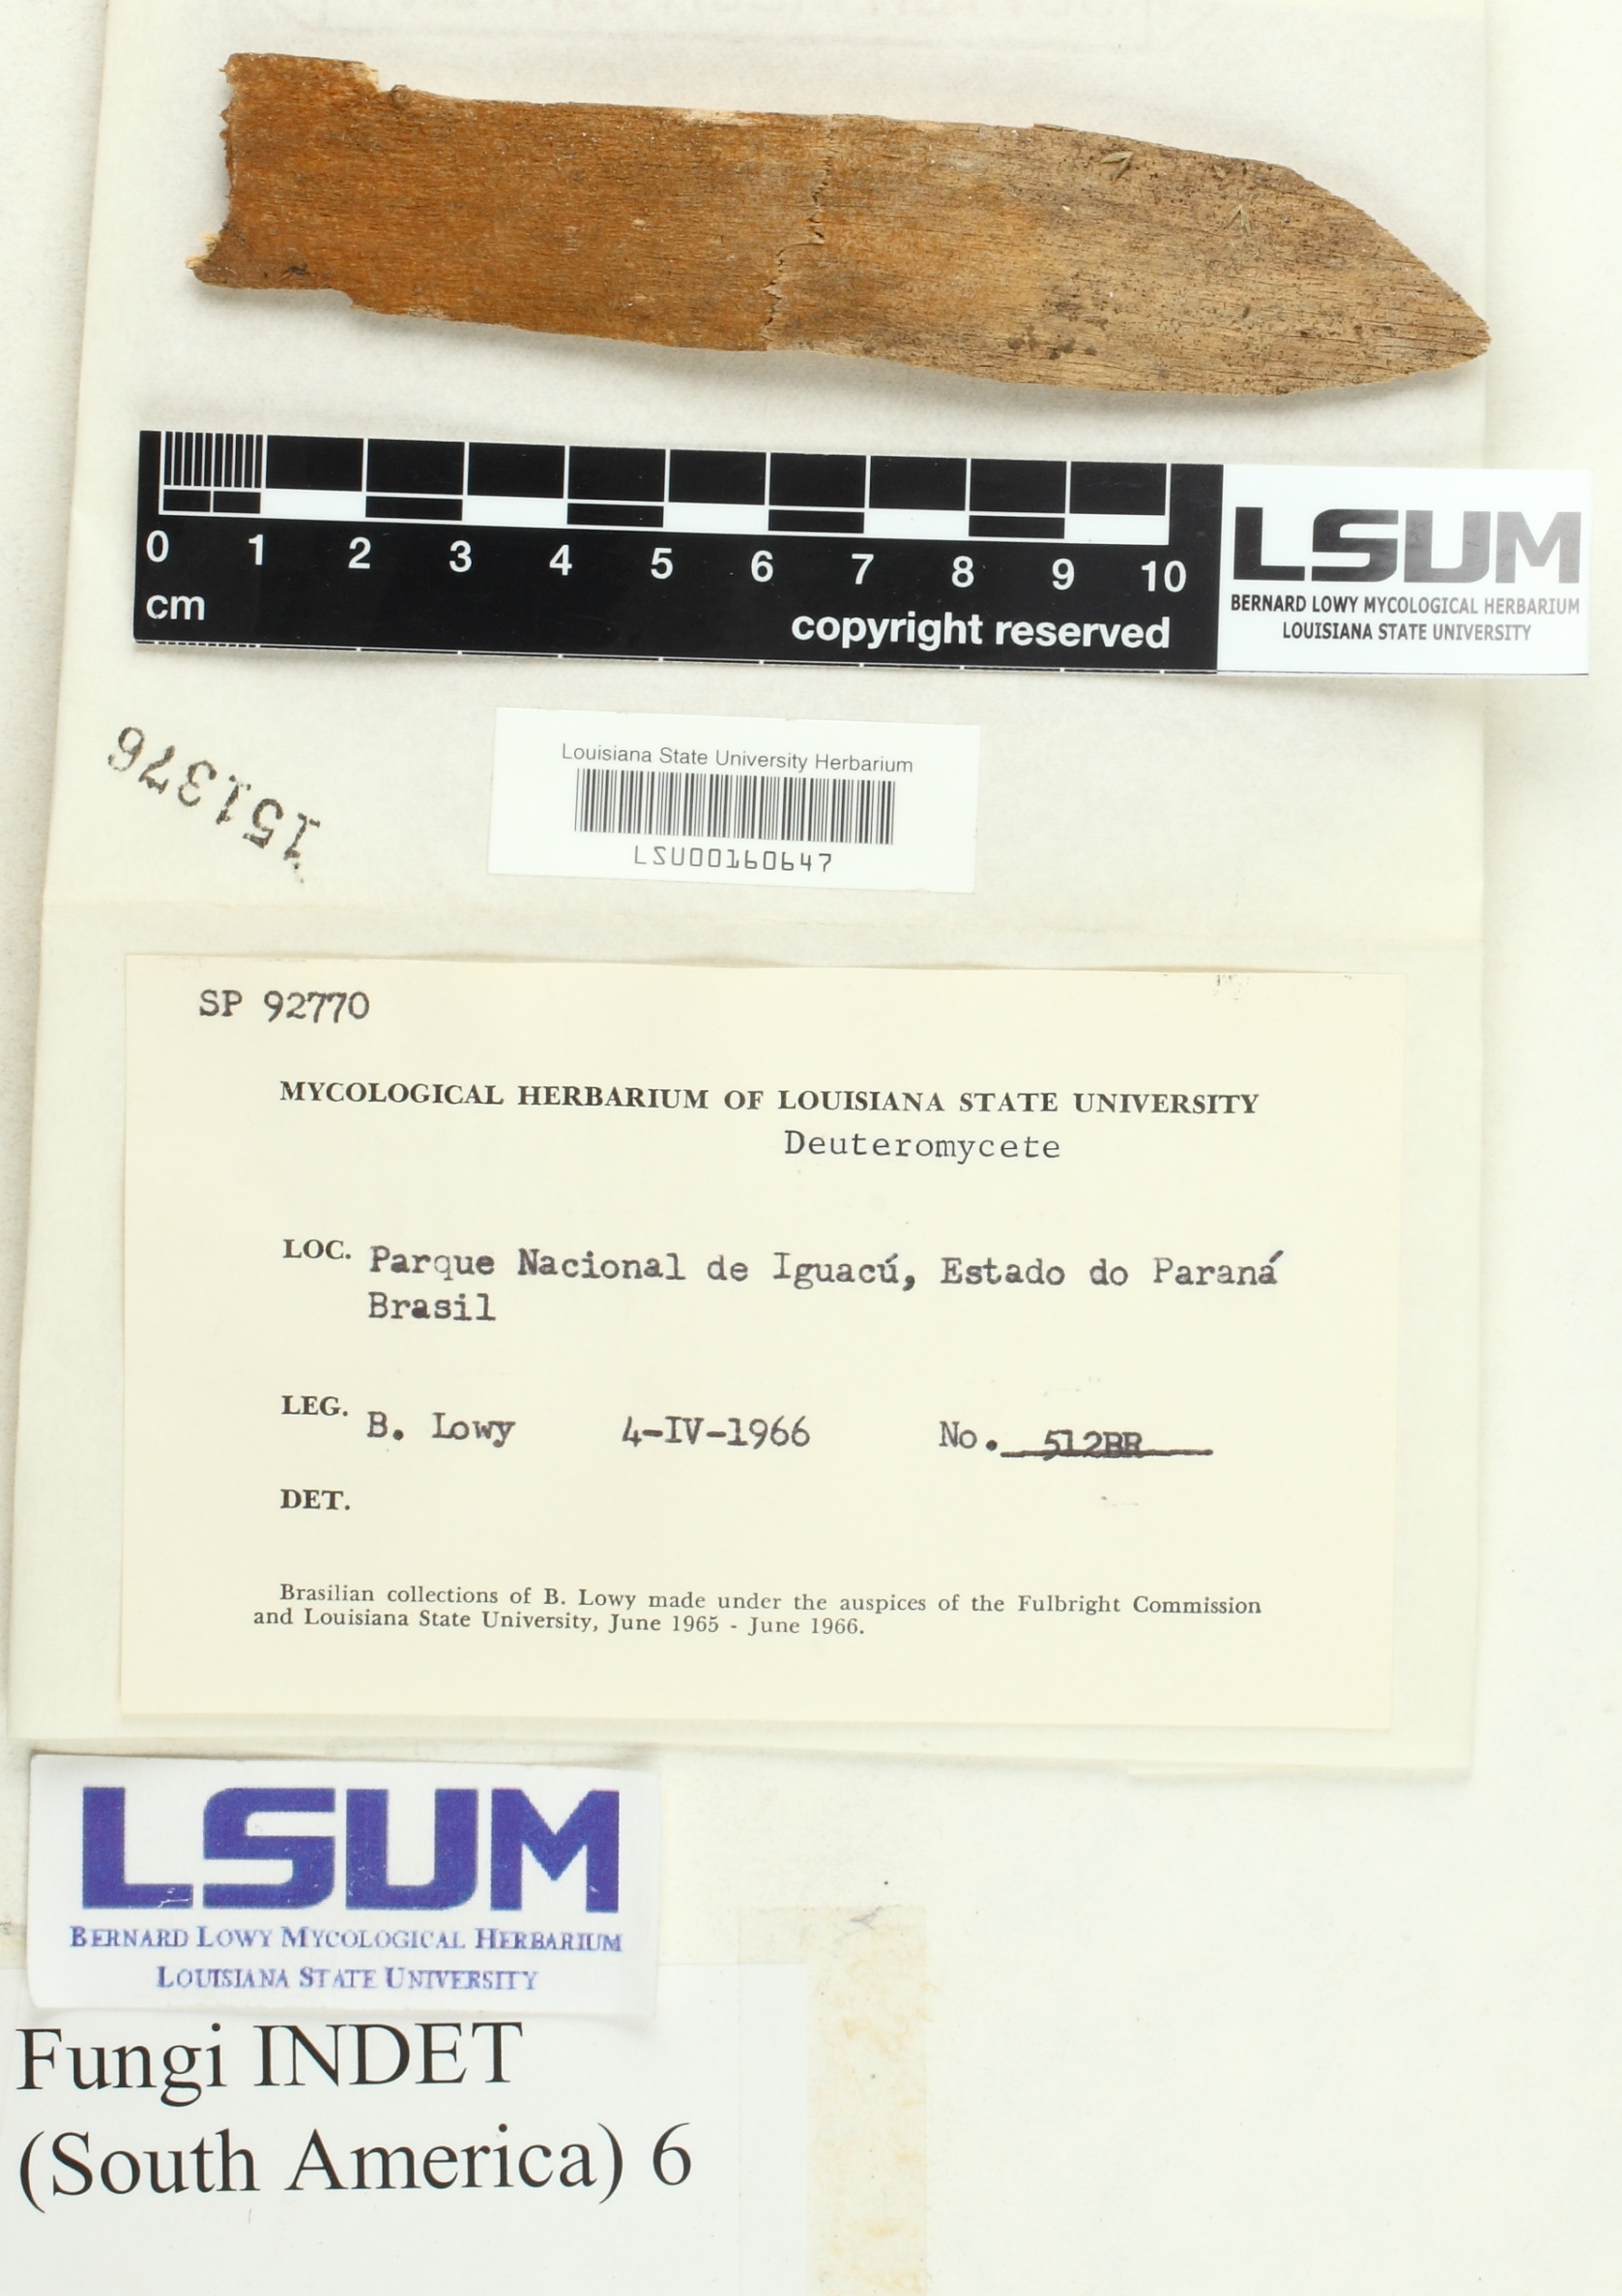 0 1 2 3 4 5 6 7 8 9 10
cm
copyright reserved
LSUM
BERNARD LOWY MYCOLOGICAL HERBARIUM
LOUISIANA STATE UNIVERSITY
151376
Louisiana State University Herbarium
LSU00160647
SP 92770
MYCOLOGICAL HERBARIUM OF LOUISIANA STATE UNIVERSITY
Deuteromycete
LOC. Parque Nacional de Iguacú, Estado do Paraná
Brasil
LEG. B. Lowy 4-IV-1966 No. 512BR
DET.
Brasilian collections of B. Lowy made under the auspices of the Fulbright Commission
and Louisiana State University, June 1965 - June 1966.
LSUM
BERNARD LOWY MYCOLOGICAL HERBARIUM
LOUISIANA STATE UNIVERSITY
Fungi INDET
(South America) 6